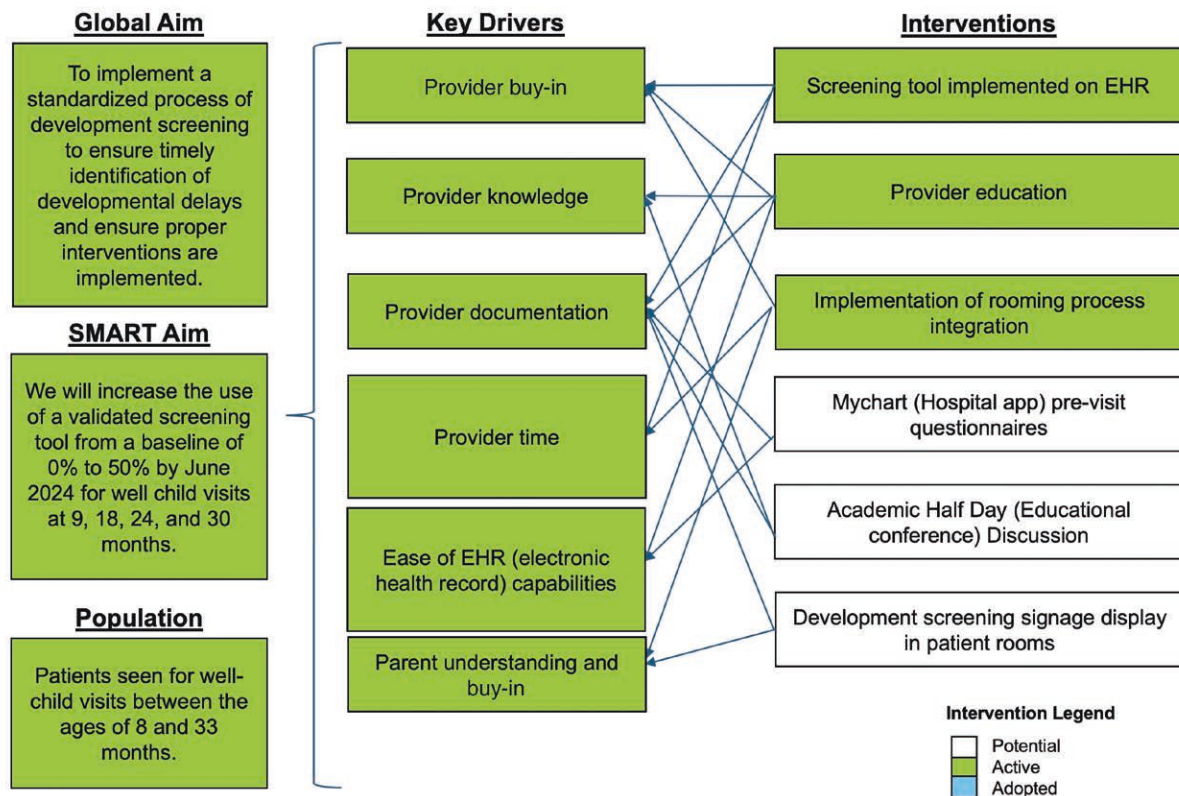 Global Aim
To implement a
standardized process of
development screening
to ensure timely
identification of
developmental delays
and ensure proper
interventions are
implemented.
SMART Aim
We will increase the use
of a validated screening
tool from a baseline of
0% to 50% by June
2024 for well child visits
at 9, 18, 24, and 30
months.
Population
Patients seen for well-
child visits between the
ages of 8 and 33
months.
Key Drivers
Provider buy-in
Provider knowledge
Provider documentation
Provider time
Ease of EHR (electronic
health record) capabilities
Parent understanding and
buy-in
Interventions
Screening tool implemented on EHR
Provider education
Implementation of rooming process
integration
Mychart (Hospital app) pre-visit
questionnaires
Academic Half Day (Educational
conference) Discussion
Development screening signage display
in patient rooms
Intervention Legend
Potential
Active
Adopted